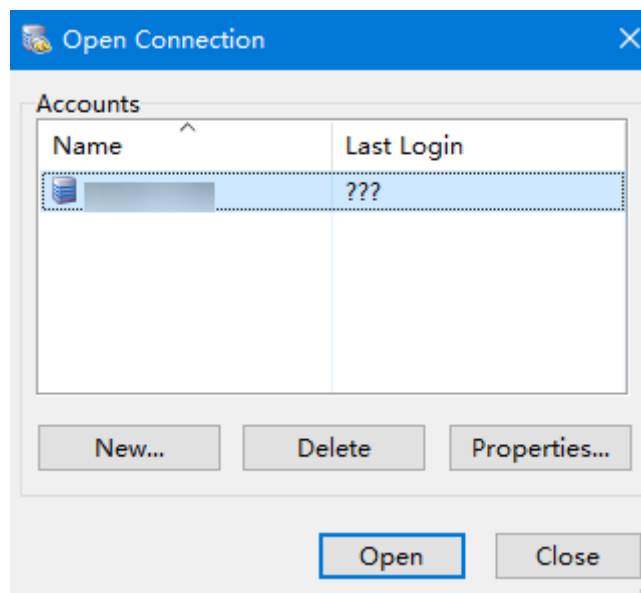 Open Connection
Accounts
Name
Last Login
???
New...
Delete
Properties...
Open
Close